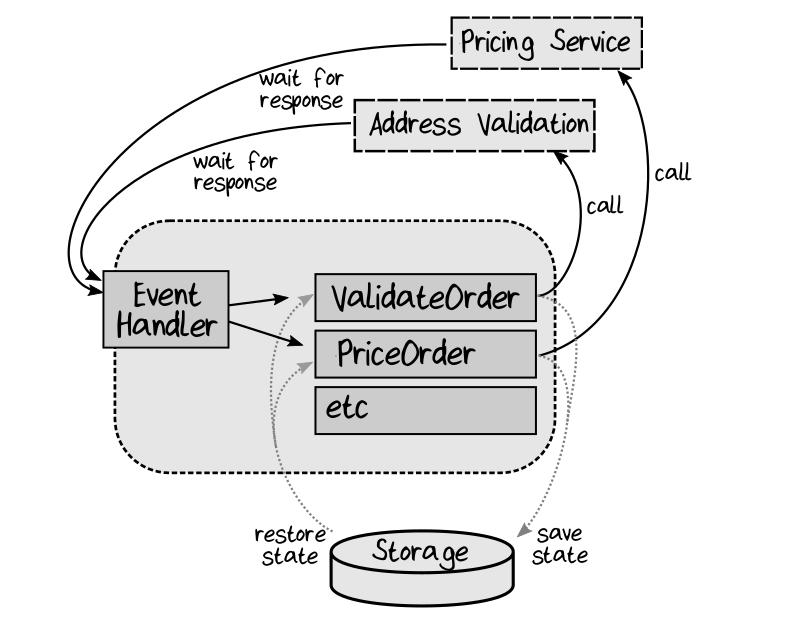 Pricing Service
wait for
response
Address Validation
wait for
response
call
call
Event
Handler
ValidateOrder
PriceOrder
etc
restore
state
Storage
save
state